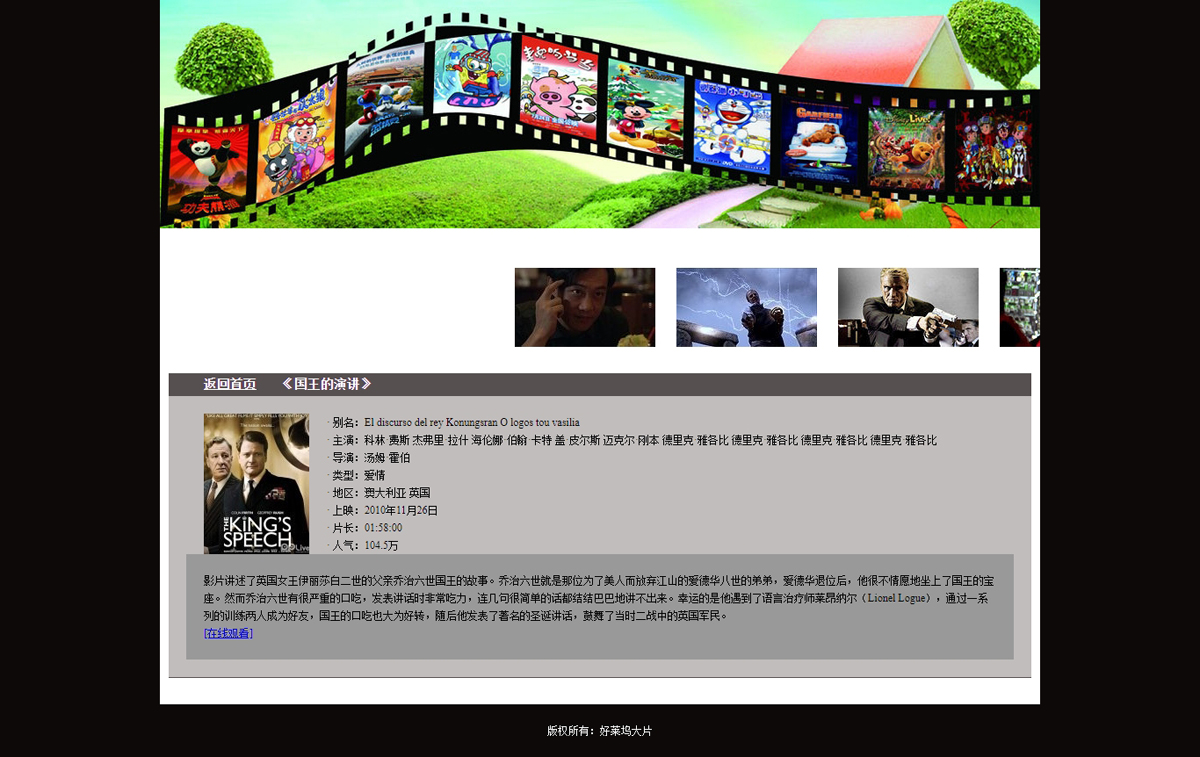 功夫熊猫
麦兜响当当
GARFIELD
Disney LIVE!
返回首页 《国王的演讲》
THE KING'S SPEECH
· 别名：El discurso del rey Konungsran O logos tou vasilia
· 主演：科林·费斯 杰弗里·拉什 海伦娜·伯翰·卡特 盖·皮尔斯 迈克尔·刚本 德里克·雅各比 德里克·雅各比 德里克·雅各比 德里克·雅各比
· 导演：汤姆·霍伯
· 类型：爱情
· 地区：澳大利亚 英国
· 上映：2010年11月26日
· 片长：01:58:00
· 人气：104.5万
影片讲述了英国女王伊丽莎白二世的父亲乔治六世国王的故事。乔治六世就是那位为了美人而放弃江山的爱德华八世的弟弟，爱德华退位后，他很不情愿地坐上了国王的宝
座。然而乔治六世有很严重的口吃，发表讲话时非常吃力，连几句很简单的话都结结巴巴地讲不出来。幸运的是他遇到了语言治疗师莱昂纳尔（Lionel Logue），通过一系
列的训练两人成为好友，国王的口吃也大为好转，随后他发表了著名的圣诞讲话，鼓舞了当时二战中的英国军民。
[在线观看]
版权所有：好莱坞大片